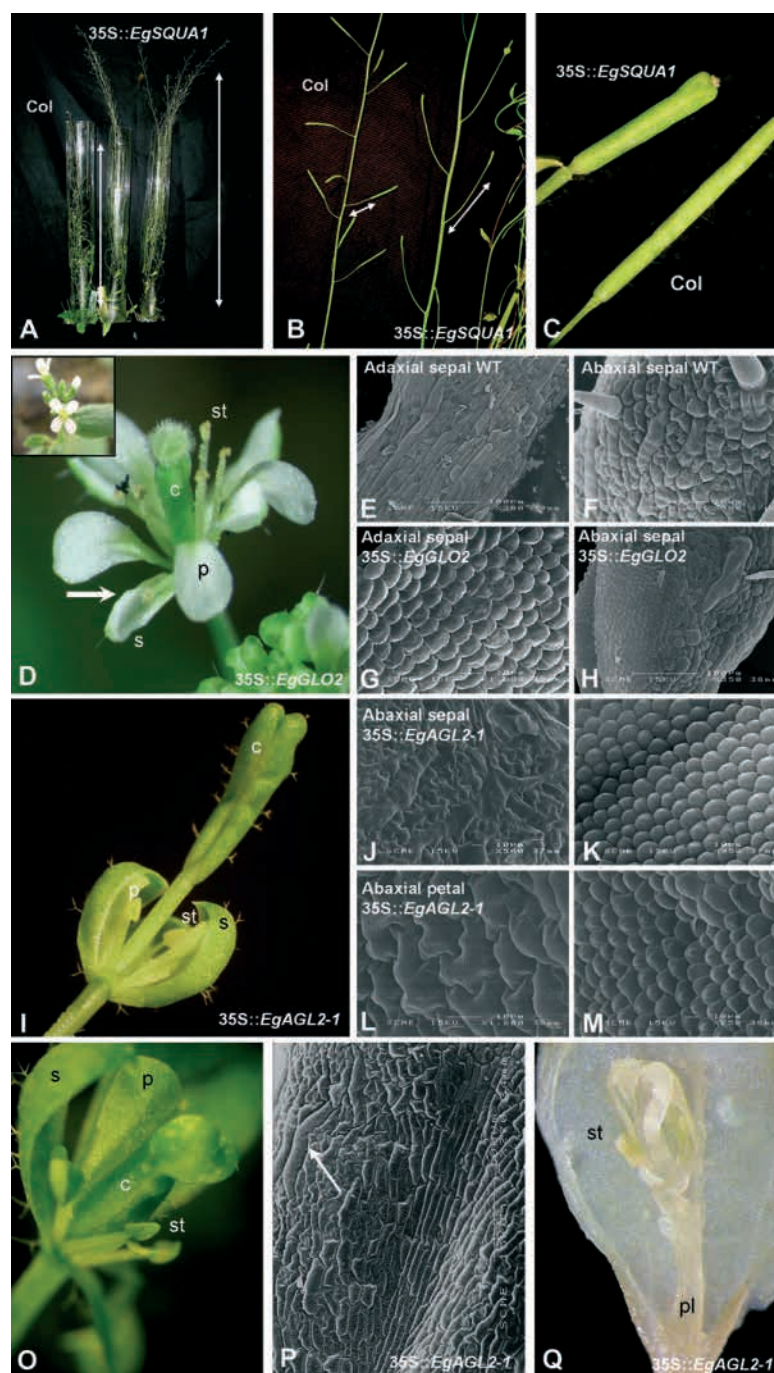 35S::EgSQUA1
Col
A
Col
B
35S::EgSQUA1
35S::EgSQUA1
Col
C
st
c
p
s
D
35S::EgGLO2
Adaxial sepal WT
E
Abaxial sepal WT
F
Adaxial sepal
35S::EgGLO2
G
Abaxial sepal
35S::EgGLO2
H
c
p
st
s
I
35S::EgAGL2-1
Abaxial sepal
35S::EgAGL2-1
J
K
Abaxial petal
35S::EgAGL2-1
L
M
s
p
c
st
O
P
35S::EgAGL2-1
st
pl
Q
35S::EgAGL2-1